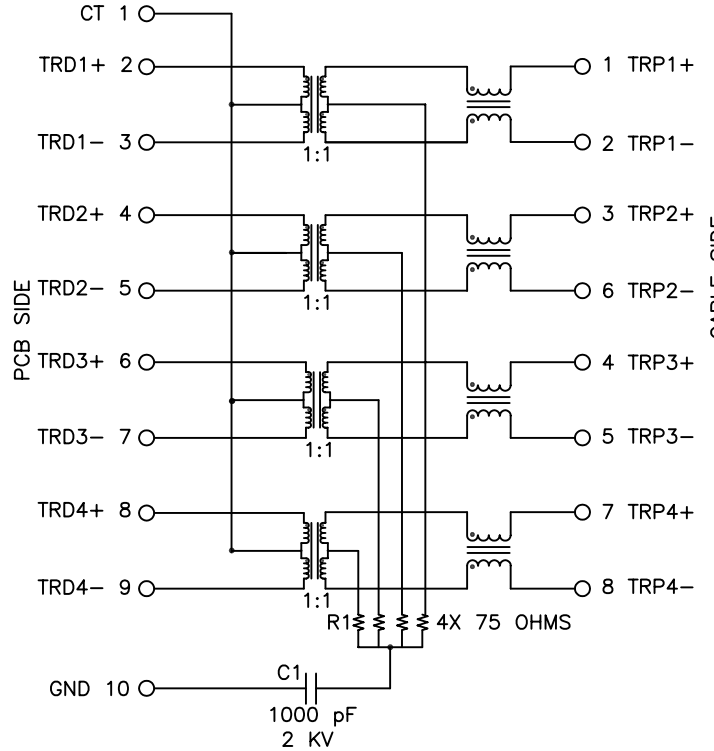 CT 1
TRD1+ 2
1 TRP1+
TRD1- 3
1:1
2 TRP1-
TRD2+ 4
3 TRP2+
TRD2- 5
1:1
6 TRP2-
PCB SIDE
TRD3+ 6
4 TRP3+
TRD3- 7
1:1
5 TRP3-
TRD4+ 8
7 TRP4+
TRD4- 9
1:1
8 TRP4-
R1
4X 75 OHMS
GND 10
C1
1000 pF
2 KV